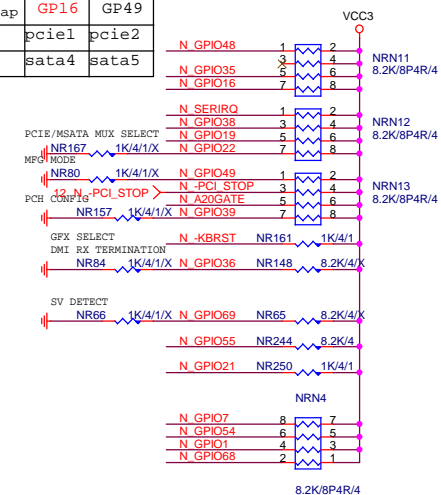 ap GP16 GP49
pcie1 pcie2
sata4 sata5
VCC3
N_GPIO48 1 2
3 4 NRN11
N_GPIO35 5 6 8.2K/8P4R/4
N_GPIO16 7 8
N_SERIRQ 1 2
N_GPIO38 3 4 NRN12
N_GPIO19 5 6 8.2K/8P4R/4
PCIE/MSATA MUX SELECT
NR167 1K/4/1/X N_GPIO22 7 8
MFG MODE
NR80 1K/4/1/X N_GPIO49 1 2
12 N_-PCI_STOP N_-PCI_STOP 3 4 NRN13
PCH CONFIG
N_A20GATE 5 6 8.2K/8P4R/4
NR157 1K/4/1/X N_GPIO39 7 8
GFX SELECT
N_-KBRST NR161 1K/4/1
DMI RX TERMINATION
NR84 1K/4/1/X N_GPIO36 NR148 8.2K/4/X
SV DETECT
NR66 1K/4/1/X N_GPIO69 NR65 8.2K/4/X
N_GPIO55 NR244 8.2K/4
N_GPIO21 NR250 1K/4/1
NRN4
N_GPIO7 8 7
N_GPIO54 6 5
N_GPIO1 4 3
N_GPIO68 2 1
8.2K/8P4R/4